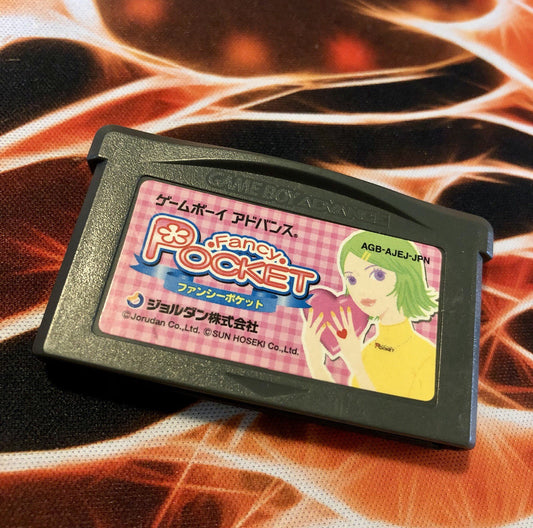 GAME BOY ADVANCE
ゲームボーイ アドバンス®
AGB-AJEJ-JPN
Fancy
POCKET
ファンシーポケット
ジョルダン株式会社
©Jorudan Co.,Ltd. ©SUN HOSEKI Co.,Ltd.